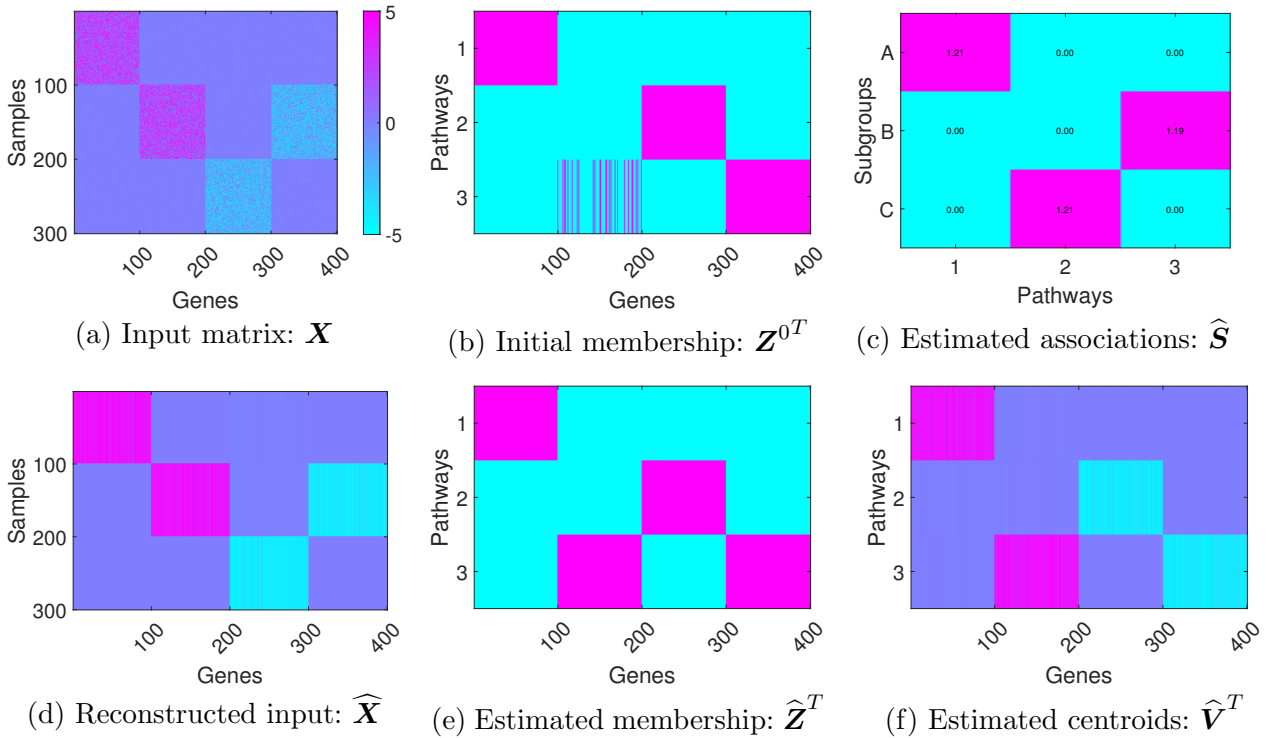 5
0
-5
Samples
100
200
300
100
200
300
400
Genes
(a) Input matrix: X
Pathways
1
2
3
100
200
300
400
Genes
(b) Initial membership: Z^{0^T}
Subgroups
A
B
C
1.21 0.00 0.00
0.00 0.00 1.19
0.00 1.21 0.00
1 2 3
Pathways
(c) Estimated associations: Ŝ
Samples
100
200
300
100
200
300
400
Genes
(d) Reconstructed input: X̂
Pathways
1
2
3
100
200
300
400
Genes
(e) Estimated membership: Ẑ^T
Pathways
1
2
3
100
200
300
400
Genes
(f) Estimated centroids: V̂^T